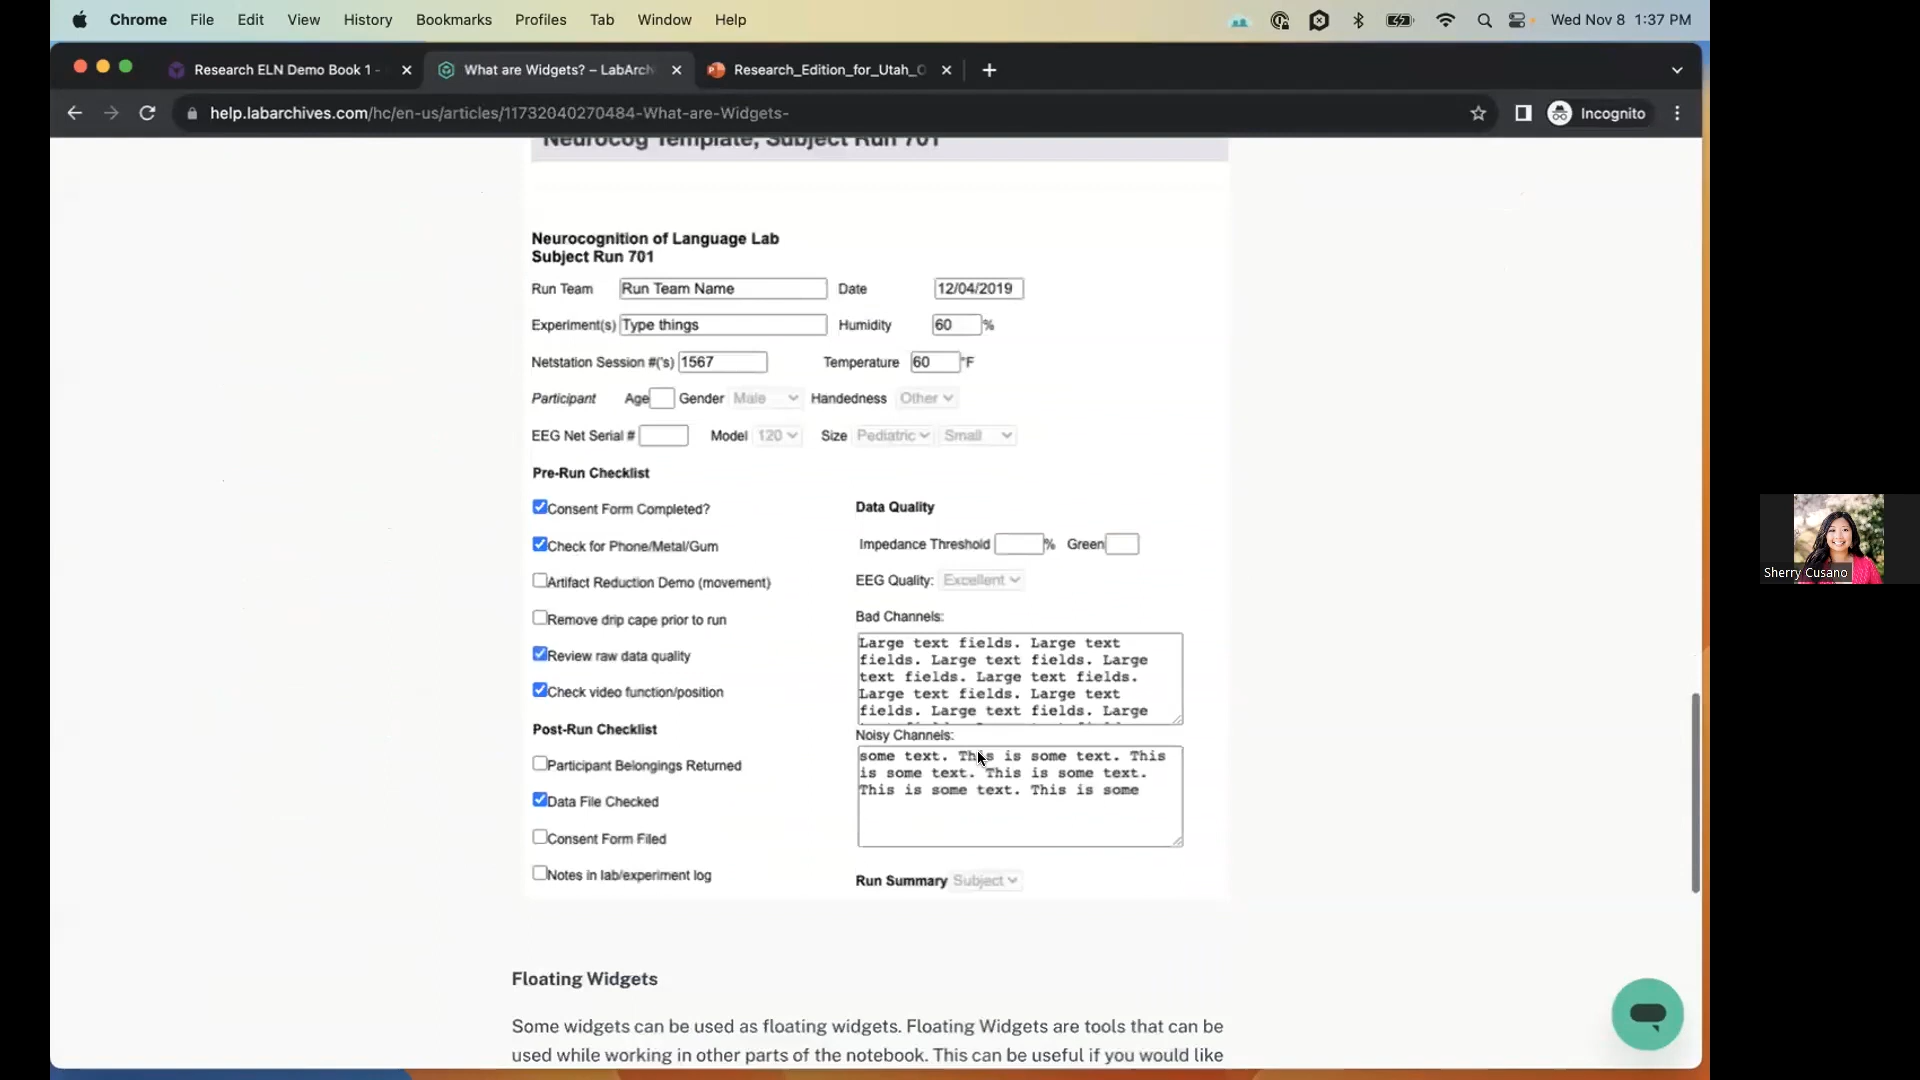 Chrome File Edit View History Bookmarks Profiles Tab Window Help Wed Nov 8 1:37 PM
Research ELN Demo Book 1 - What are Widgets? – LabArch Research_Edition_for_Utah_
help.labarchives.com/hc/en-us/articles/11732040270484-What-are-Widgets- Incognito
Neurocog Template, Subject Run 701
Neurocognition of Language Lab
Subject Run 701
Run Team Run Team Name Date 12/04/2019
Experiment(s) Type things Humidity 60 %
Netstation Session #('s) 1567 Temperature 60 °F
Participant Age Gender Male Handedness Other
EEG Net Serial # Model 120 Size Pediatric Small
Pre-Run Checklist
Consent Form Completed?
Check for Phone/Metal/Gum
Artifact Reduction Demo (movement)
Remove drip cape prior to run
Review raw data quality
Check video function/position
Post-Run Checklist
Participant Belongings Returned
Data File Checked
Consent Form Filed
Notes in lab/experiment log
Data Quality
Impedance Threshold % Green
EEG Quality: Excellent
Bad Channels:
Large text fields. Large text
fields. Large text fields. Large
text fields. Large text fields.
Large text fields. Large text
fields. Large text fields. Large
Noisy Channels:
some text. This is some text. This
is some text. This is some text.
This is some text. This is some
Run Summary Subject
Floating Widgets
Some widgets can be used as floating widgets. Floating Widgets are tools that can be
used while working in other parts of the notebook. This can be useful if you would like
Sherry Cusano